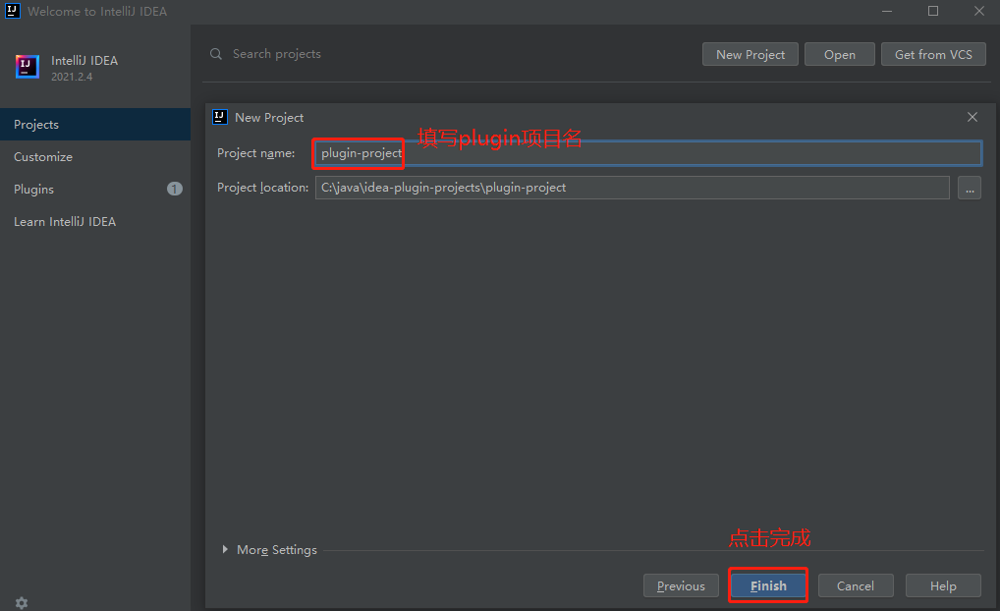 Welcome to IntelliJ IDEA
IntelliJ IDEA
2021.2.4
Search projects
New Project
Open
Get from VCS
Projects
Customize
Plugins
1
Learn IntelliJ IDEA
New Project
填写plugin项目名
Project name:
plugin-project
Project location:
C:\java\idea-plugin-projects\plugin-project
...
More Settings
点击完成
Previous
Finish
Cancel
Help